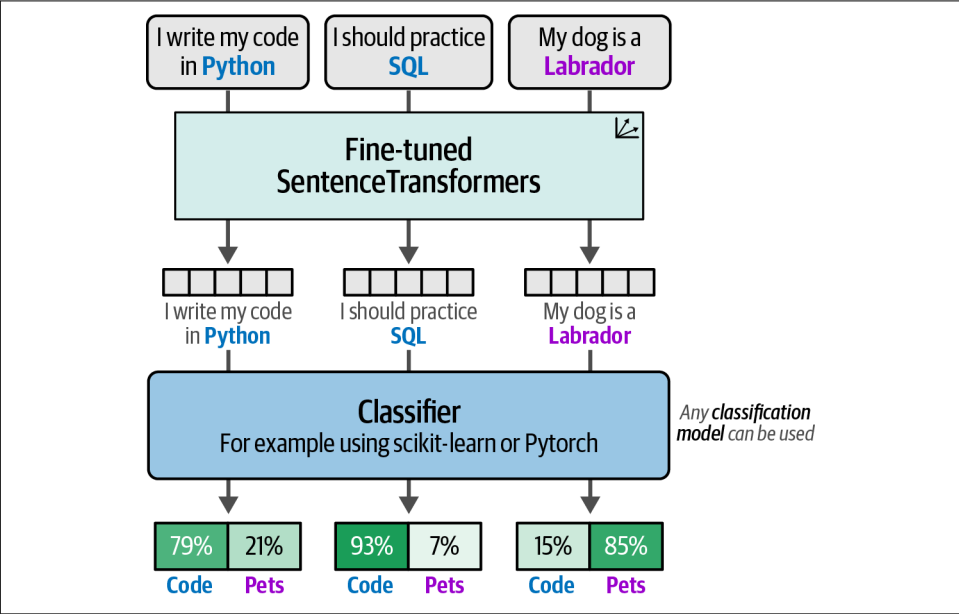 I write my code
in Python
I should practice
SQL
My dog is a
Labrador
Fine-tuned
SentenceTransformers
I write my code
in Python
I should practice
SQL
My dog is a
Labrador
Classifier
For example using scikit-learn or Pytorch
Any classification
model can be used
79% 21%
93% 7%
15% 85%
Code Pets
Code Pets
Code Pets